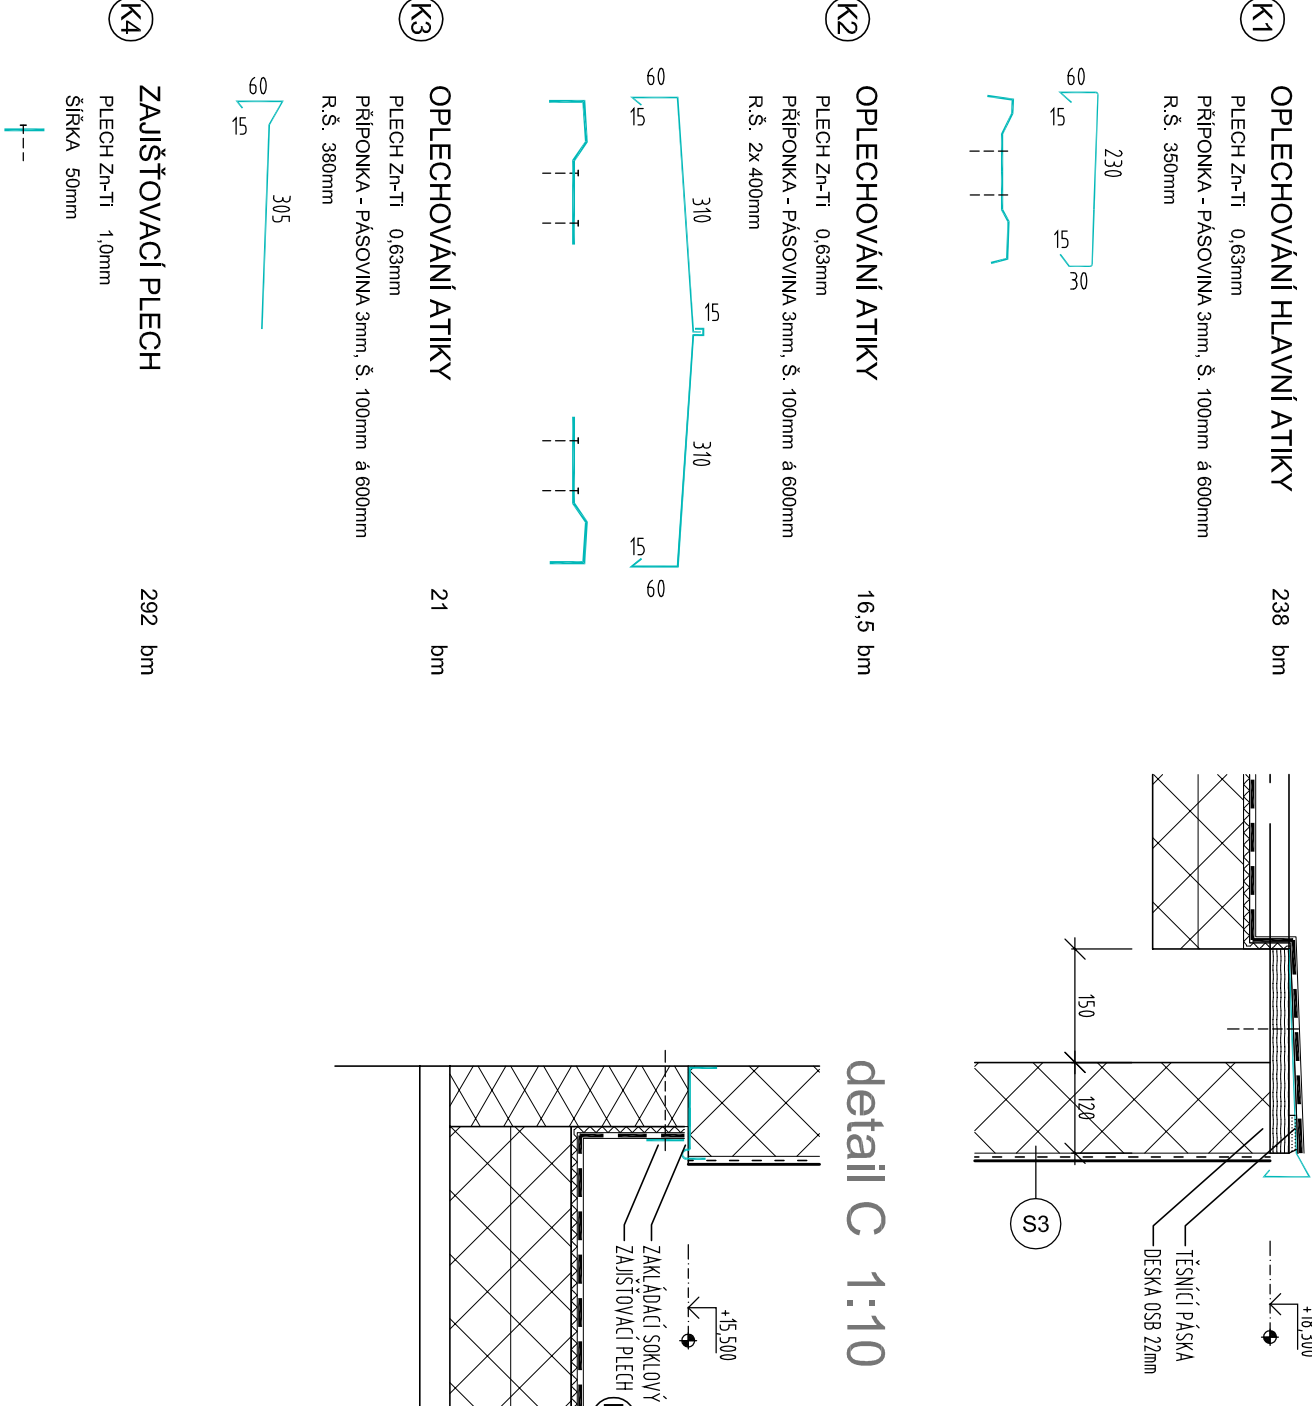 K1
OPLECHOVÁNÍ HLAVNÍ ATIKY 238 bm
PLECH Zn-Ti 0,63mm
PŘÍPONKA - PÁSOVINA 3mm, Š. 100mm á 600mm
R.Š. 350mm
60
15
230
15
30
K2
OPLECHOVÁNÍ ATIKY 16,5 bm
PLECH Zn-Ti 0,63mm
PŘÍPONKA - PÁSOVINA 3mm, Š. 100mm á 600mm
R.Š. 2x 400mm
60
15
310
15
310
15
60
K3
OPLECHOVÁNÍ ATIKY 21 bm
PLECH Zn-Ti 0,63mm
PŘÍPONKA - PÁSOVINA 3mm, Š. 100mm á 600mm
R.Š. 380mm
60
15
305
K4
ZAJIŠŤOVACÍ PLECH 292 bm
PLECH Zn-Ti 1,0mm
ŠÍŘKA 50mm
150
120
S3
TĚSNÍCÍ PÁSKA
DESKA OSB 22mm
detail C 1:10
+15,500
ZAKLÁDACÍ SOKLOVÝ
ZAJIŠŤOVACÍ PLECH